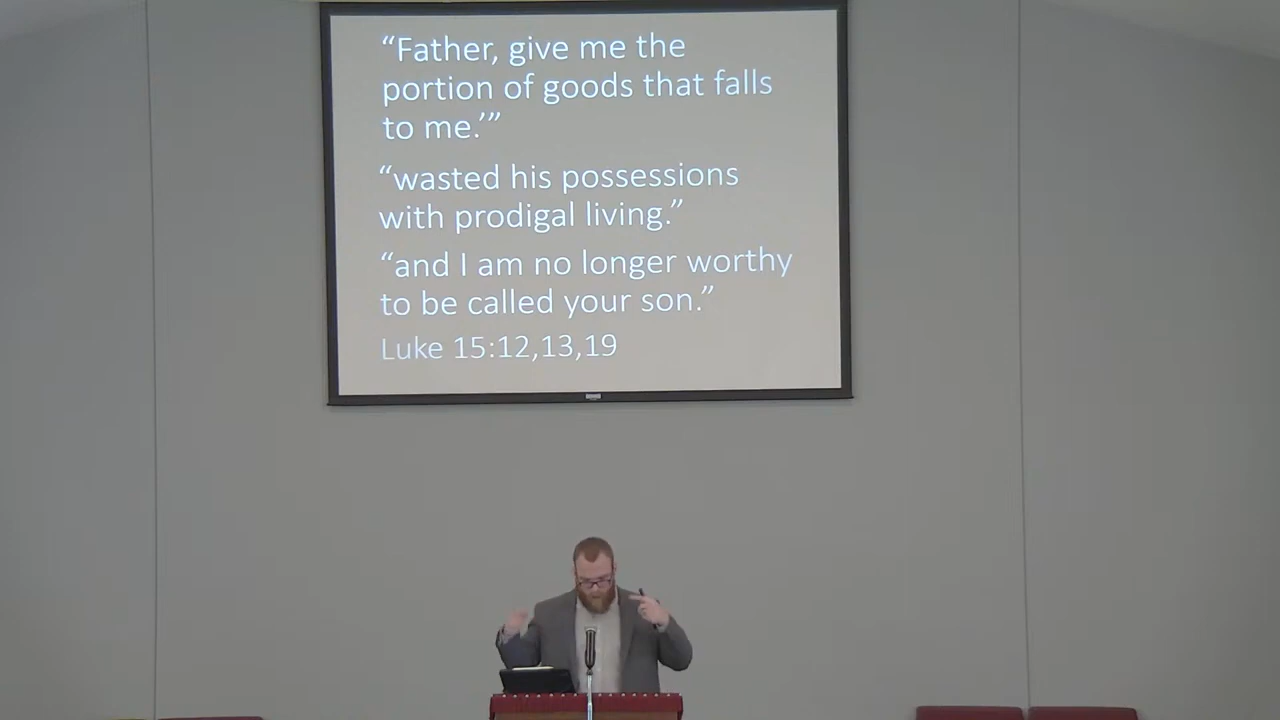 “Father, give me the
portion of goods that falls
to me.’”
“wasted his possessions
with prodigal living.”
“and I am no longer worthy
to be called your son.”
Luke 15:12,13,19